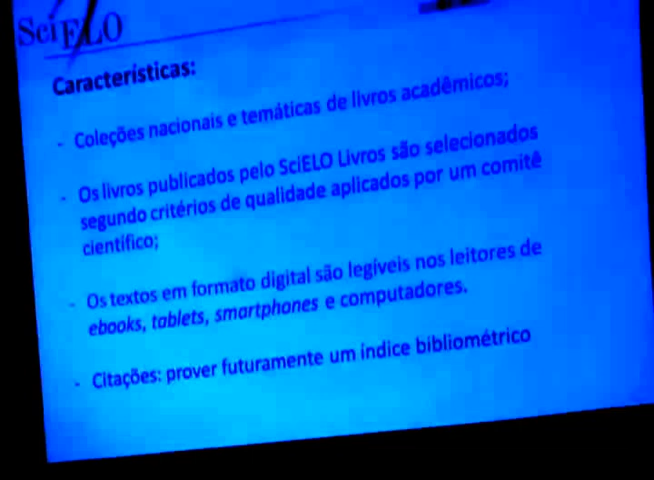 SciELO
Características:
- Coleções nacionais e temáticas de livros acadêmicos;
- Os livros publicados pelo SciELO Livros são selecionados
segundo critérios de qualidade aplicados por um comitê
científico;
- Os textos em formato digital são legíveis nos leitores de
ebooks, tablets, smartphones e computadores.
- Citações: prover futuramente um índice bibliométrico